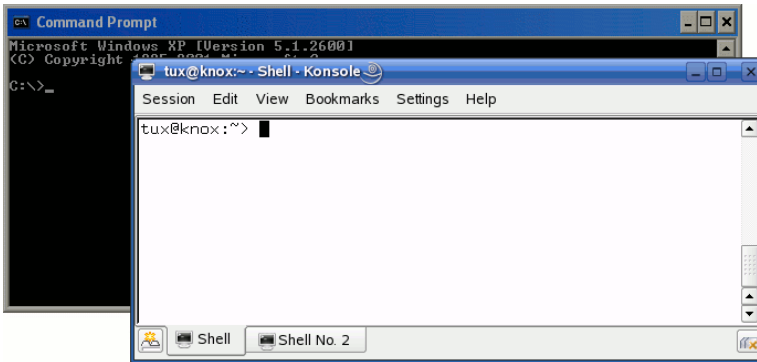 Command Prompt
Microsoft Windows XP [Version 5.1.2600]
(C) Copyright
C:\>_
tux@knox:~ - Shell - Konsole
Session Edit View Bookmarks Settings Help
tux@knox:~>
Shell Shell No. 2